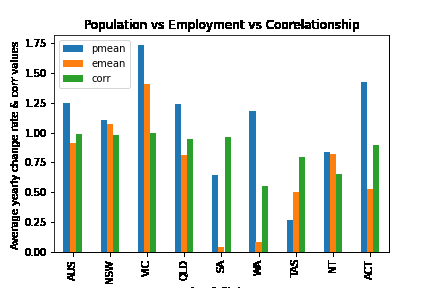 Population vs Employment vs Coorelationship
pmean
emean
corr
Average yearly change rate & corr values
1.75
1.50
1.25
1.00
0.75
0.50
0.25
0.00
AUS
NSW
VIC
QLD
SA
WA
TAS
NT
ACT